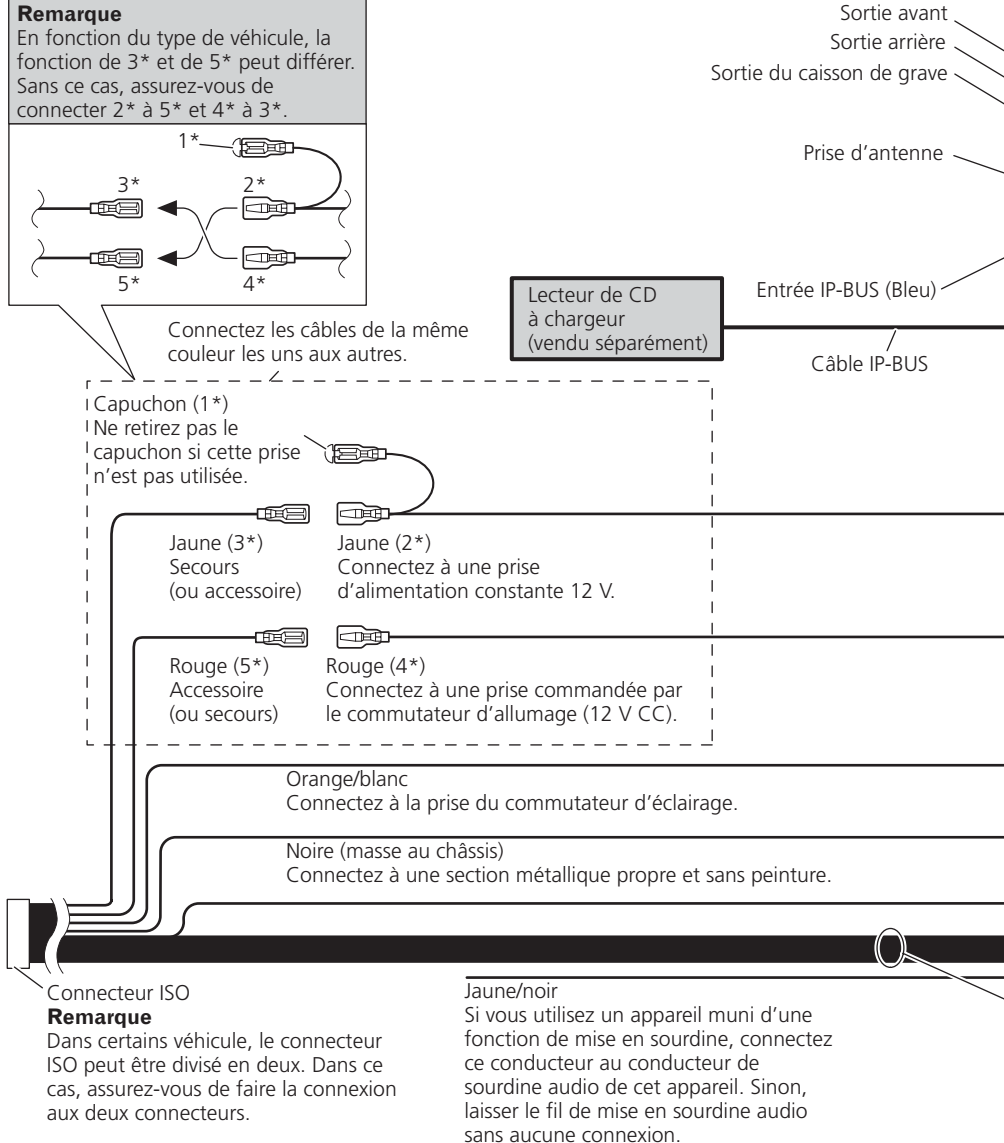 Remarque
En fonction du type de véhicule, la
fonction de 3* et de 5* peut différer.
Sans ce cas, assurez-vous de
connecter 2* à 5* et 4* à 3*.
1*
3*
2*
5*
4*
Sortie avant
Sortie arrière
Sortie du caisson de grave
Prise d’antenne
Lecteur de CD
à chargeur
(vendu séparément)
Entrée IP-BUS (Bleu)
Câble IP-BUS
Connectez les câbles de la même
couleur les uns aux autres.
Capuchon (1*)
Ne retirez pas le
capuchon si cette prise
n’est pas utilisée.
Jaune (3*)
Secours
(ou accessoire)
Jaune (2*)
Connectez à une prise
d’alimentation constante 12 V.
Rouge (5*)
Accessoire
(ou secours)
Rouge (4*)
Connectez à une prise commandée par
le commutateur d’allumage (12 V CC).
Orange/blanc
Connectez à la prise du commutateur d’éclairage.
Noire (masse au châssis)
Connectez à une section métallique propre et sans peinture.
Connecteur ISO
Remarque
Dans certains véhicule, le connecteur
ISO peut être divisé en deux. Dans ce
cas, assurez-vous de faire la connexion
aux deux connecteurs.
Jaune/noir
Si vous utilisez un appareil muni d’une
fonction de mise en sourdine, connectez
ce conducteur au conducteur de
sourdine audio de cet appareil. Sinon,
laisser le fil de mise en sourdine audio
sans aucune connexion.